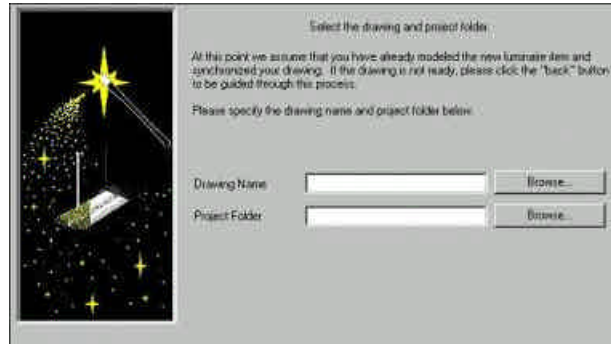 Select the drawing and project folder
At this point we assume that you have already modeled the new luminaire item and
synchronized your drawing. If the drawing is not ready, please click the "back" button
to be guided through this process.
Please specify the drawing name and project folder below.
Drawing Name
Browse...
Project Folder
Browse...